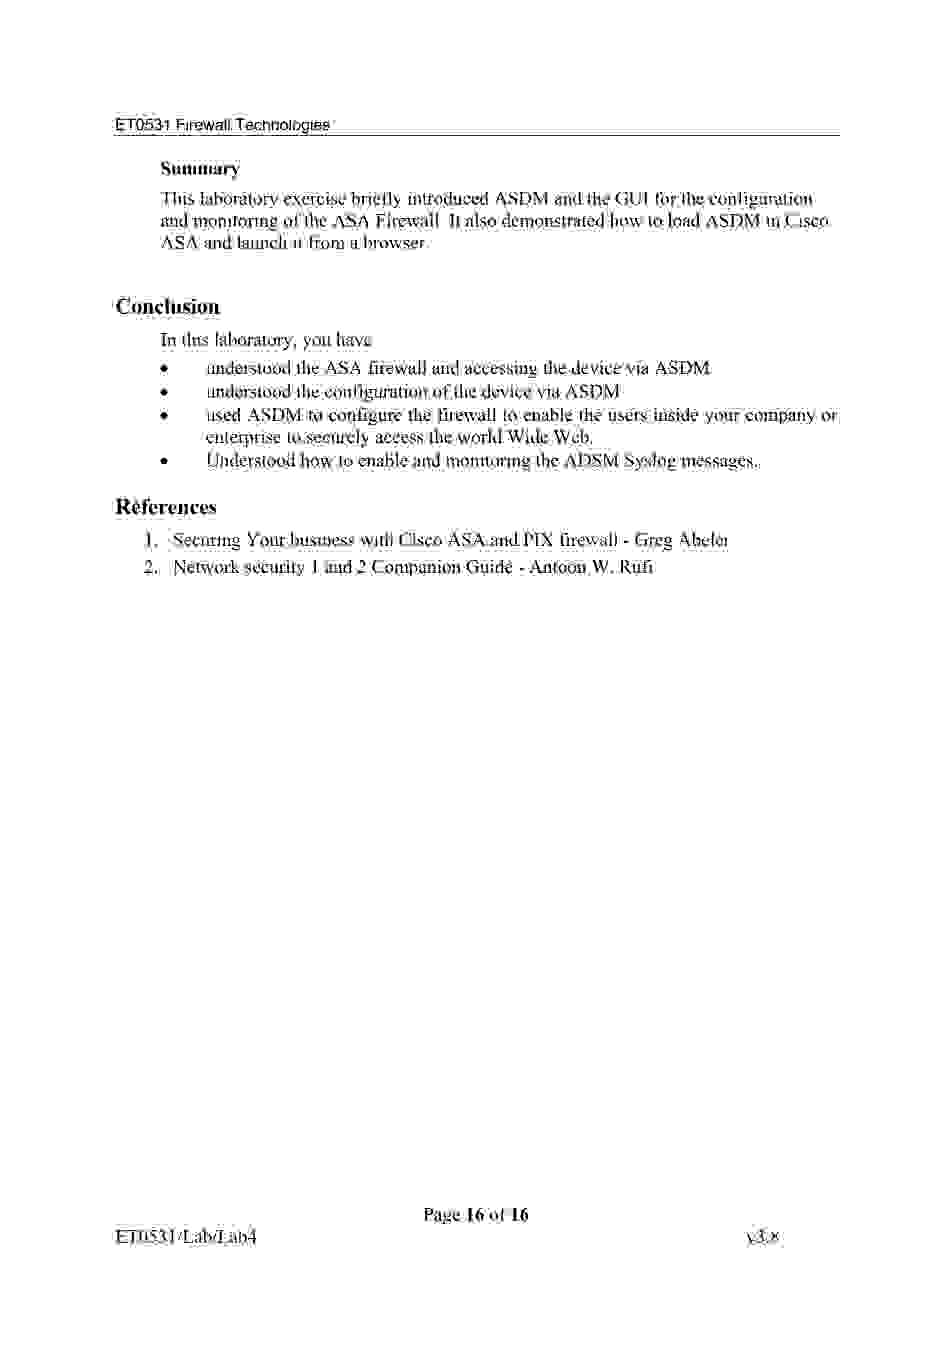 ET0531 Firewall Technologies
Summary
This laboratory exercise briefly introduced ASDM and the GUI for the configuration
and monitoring of the ASA Firewall. It also demonstrated how to load ASDM in Cisco
ASA and launch it from a browser.
Conclusion
In this laboratory, you have
• understood the ASA firewall and accessing the device via ASDM
• understood the configuration of the device via ASDM
• used ASDM to configure the firewall to enable the users inside your company or
enterprise to securely access the world Wide Web.
• Understood how to enable and monitoring the ADSM Syslog messages.
References
1. Securing Your business with Cisco ASA and PIX firewall - Greg Abelar
2. Network security 1 and 2 Companion Guide - Antoon W. Rufi
Page 16 of 16
ET0531/Lab/Lab4